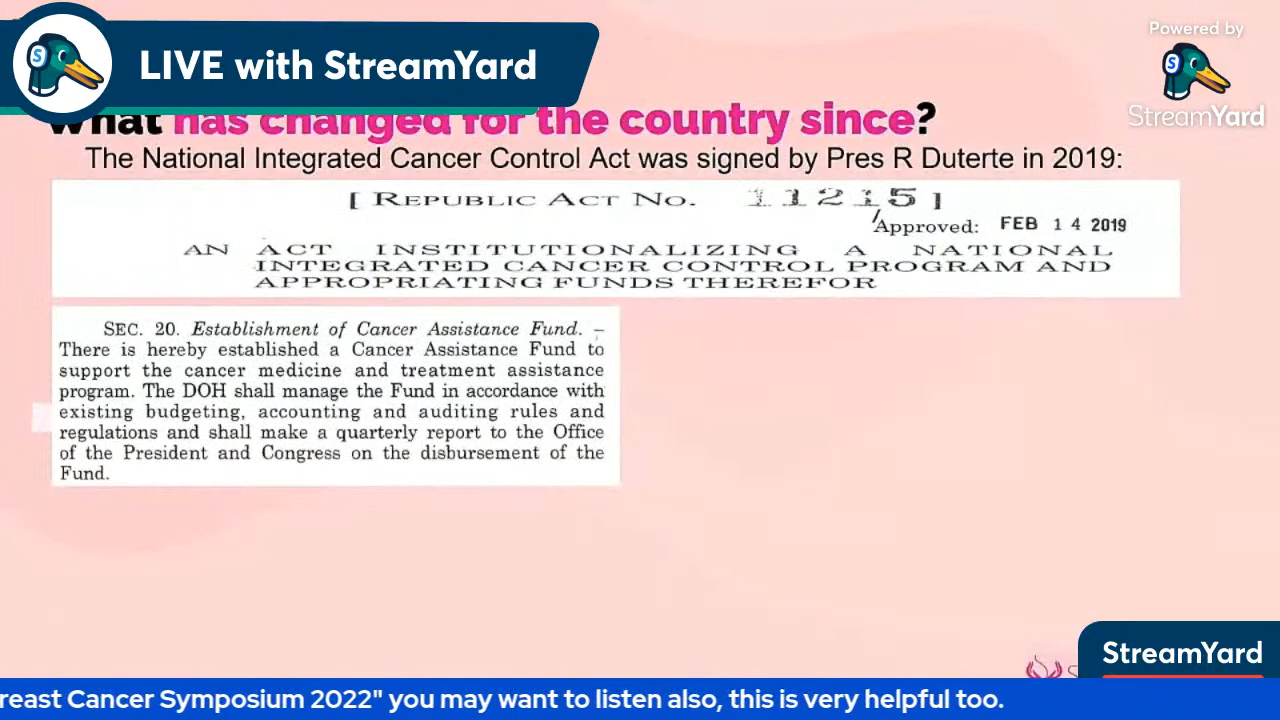 LIVE with StreamYard
Powered by
StreamYard
What has changed for the country since?
The National Integrated Cancer Control Act was signed by Pres R Duterte in 2019:
[ REPUBLIC ACT NO. 11215 ]
Approved: FEB 14 2019
AN ACT INSTITUTIONALIZING A NATIONAL
INTEGRATED CANCER CONTROL PROGRAM AND
APPROPRIATING FUNDS THEREFOR
SEC. 20. Establishment of Cancer Assistance Fund. –
There is hereby established a Cancer Assistance Fund to
support the cancer medicine and treatment assistance
program. The DOH shall manage the Fund in accordance with
existing budgeting, accounting and auditing rules and
regulations and shall make a quarterly report to the Office
of the President and Congress on the disbursement of the
Fund.
StreamYard
reast Cancer Symposium 2022" you may want to listen also, this is very helpful too.